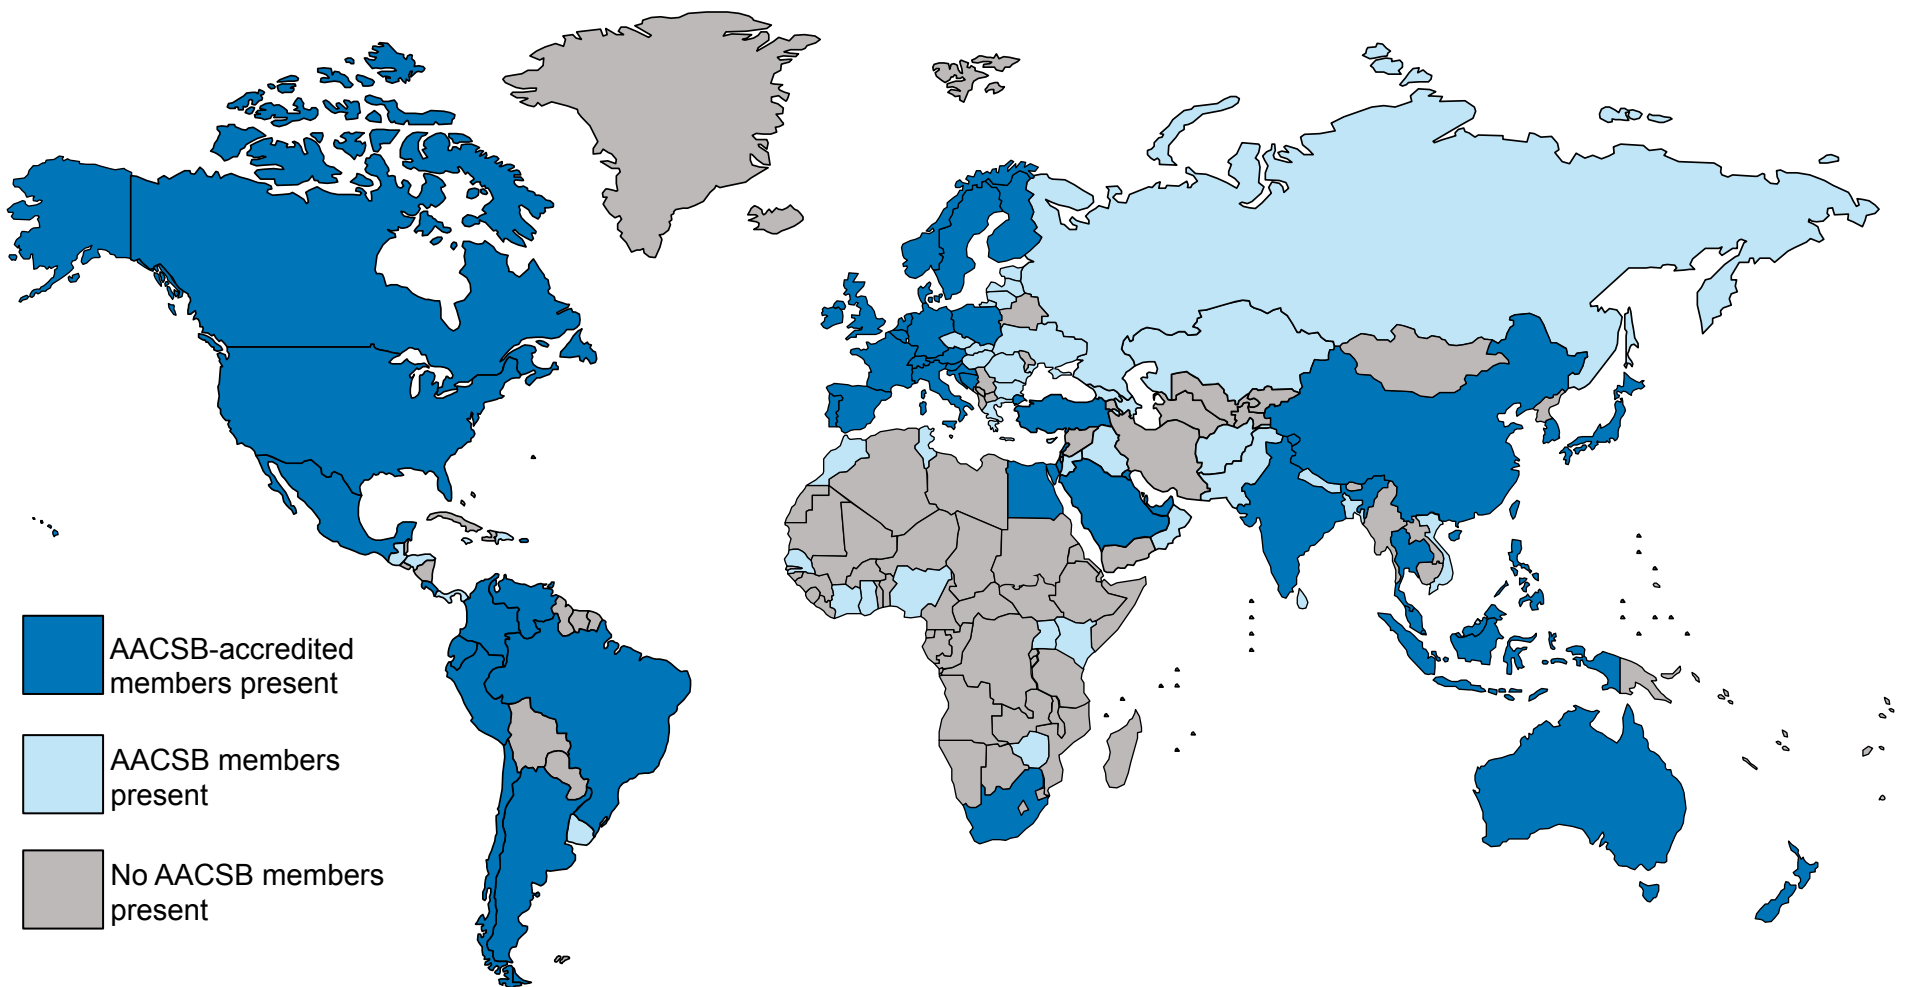 AACSB-accredited
members present
AACSB members
present
No AACSB members
present